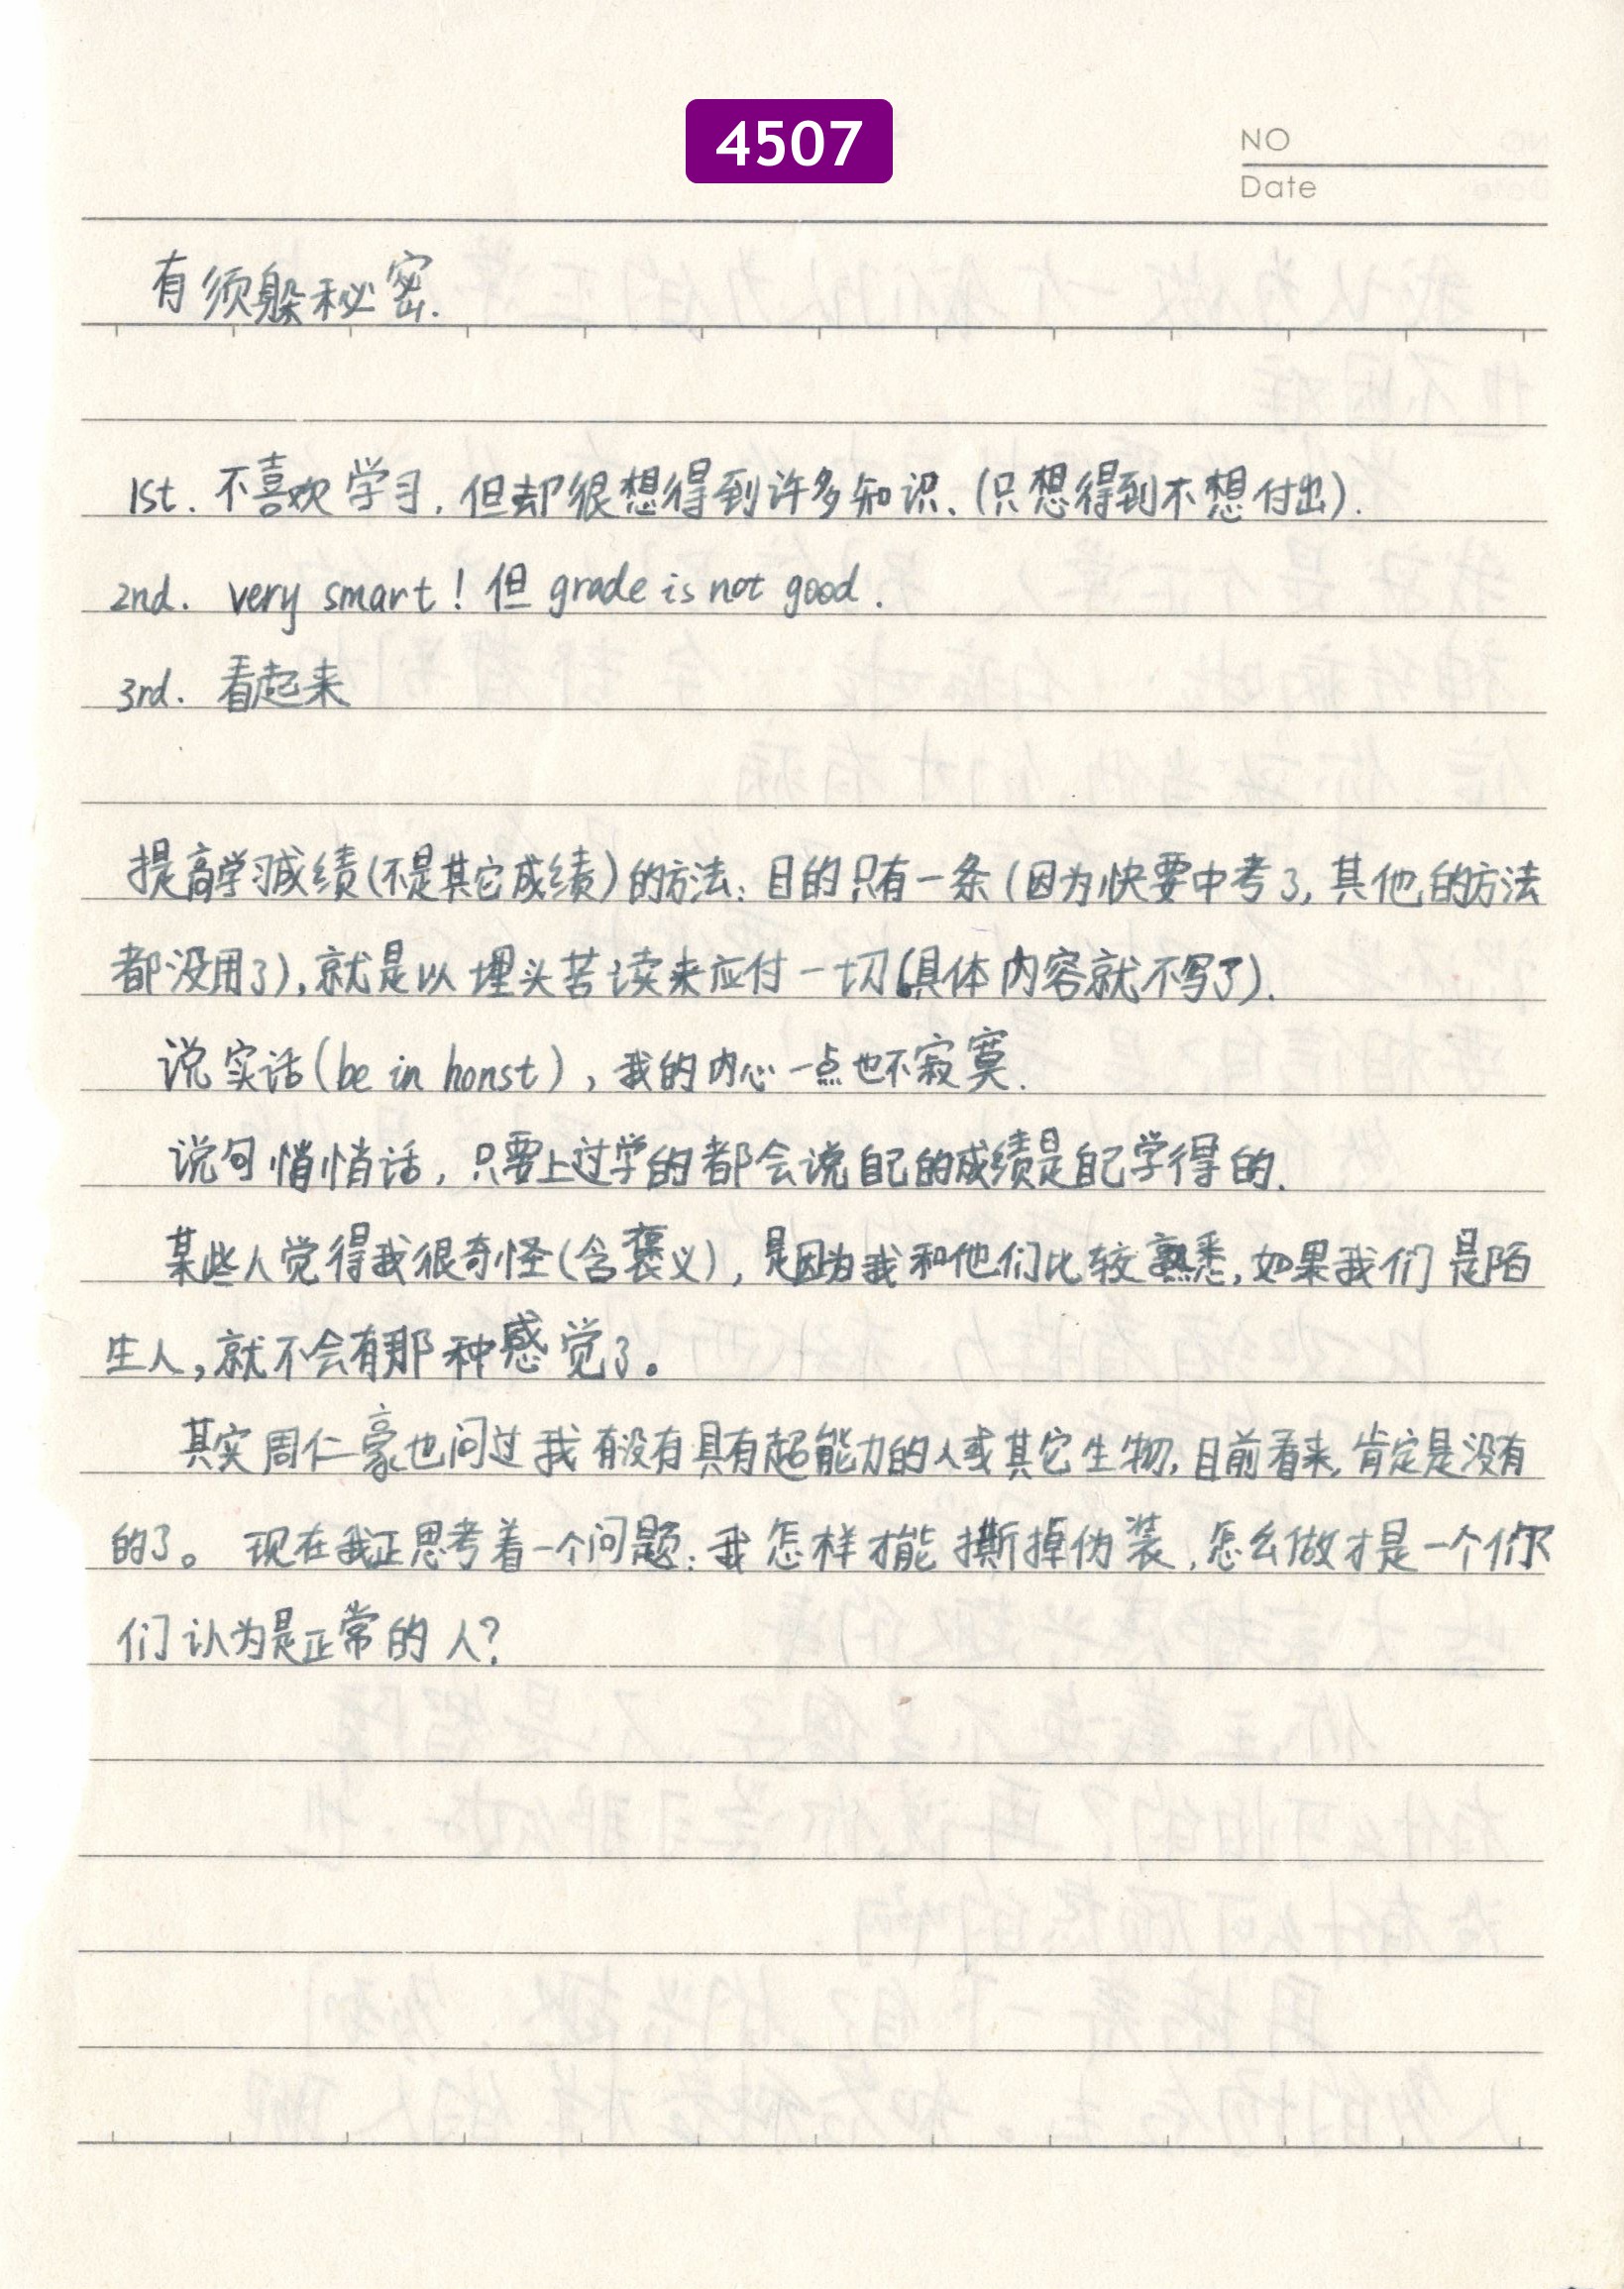 4507
NO
Date
有须躲秘密.
1st. 不喜欢学习,但却很想得到许多知识、(只想得到不想付出).
2nd. very smart! 但 grade is not good.
3rd. 看起来
提高学习成绩(不是其它成绩)的方法:目的只有一条(因为快要中考了,其他的方法
都没用了),就是以埋头苦读来应付一切(具体内容就不写了).
说实话(be in honst),我的内心一点也不寂寞.
说句悄悄话,只要上过学的都会说自己的成绩是自己学得的.
某些人觉得我很奇怪(含褒义),是因为我和他们比较熟悉,如果我们是陌
生人,就不会有那种感觉了。
其实周仁豪也问过我有没有具有超能力的人或其它生物,目前看来,肯定是没有
的了。 现在我正思考着一个问题:我怎样才能撕掉伪装,怎么做才是一个你
们认为是正常的人?